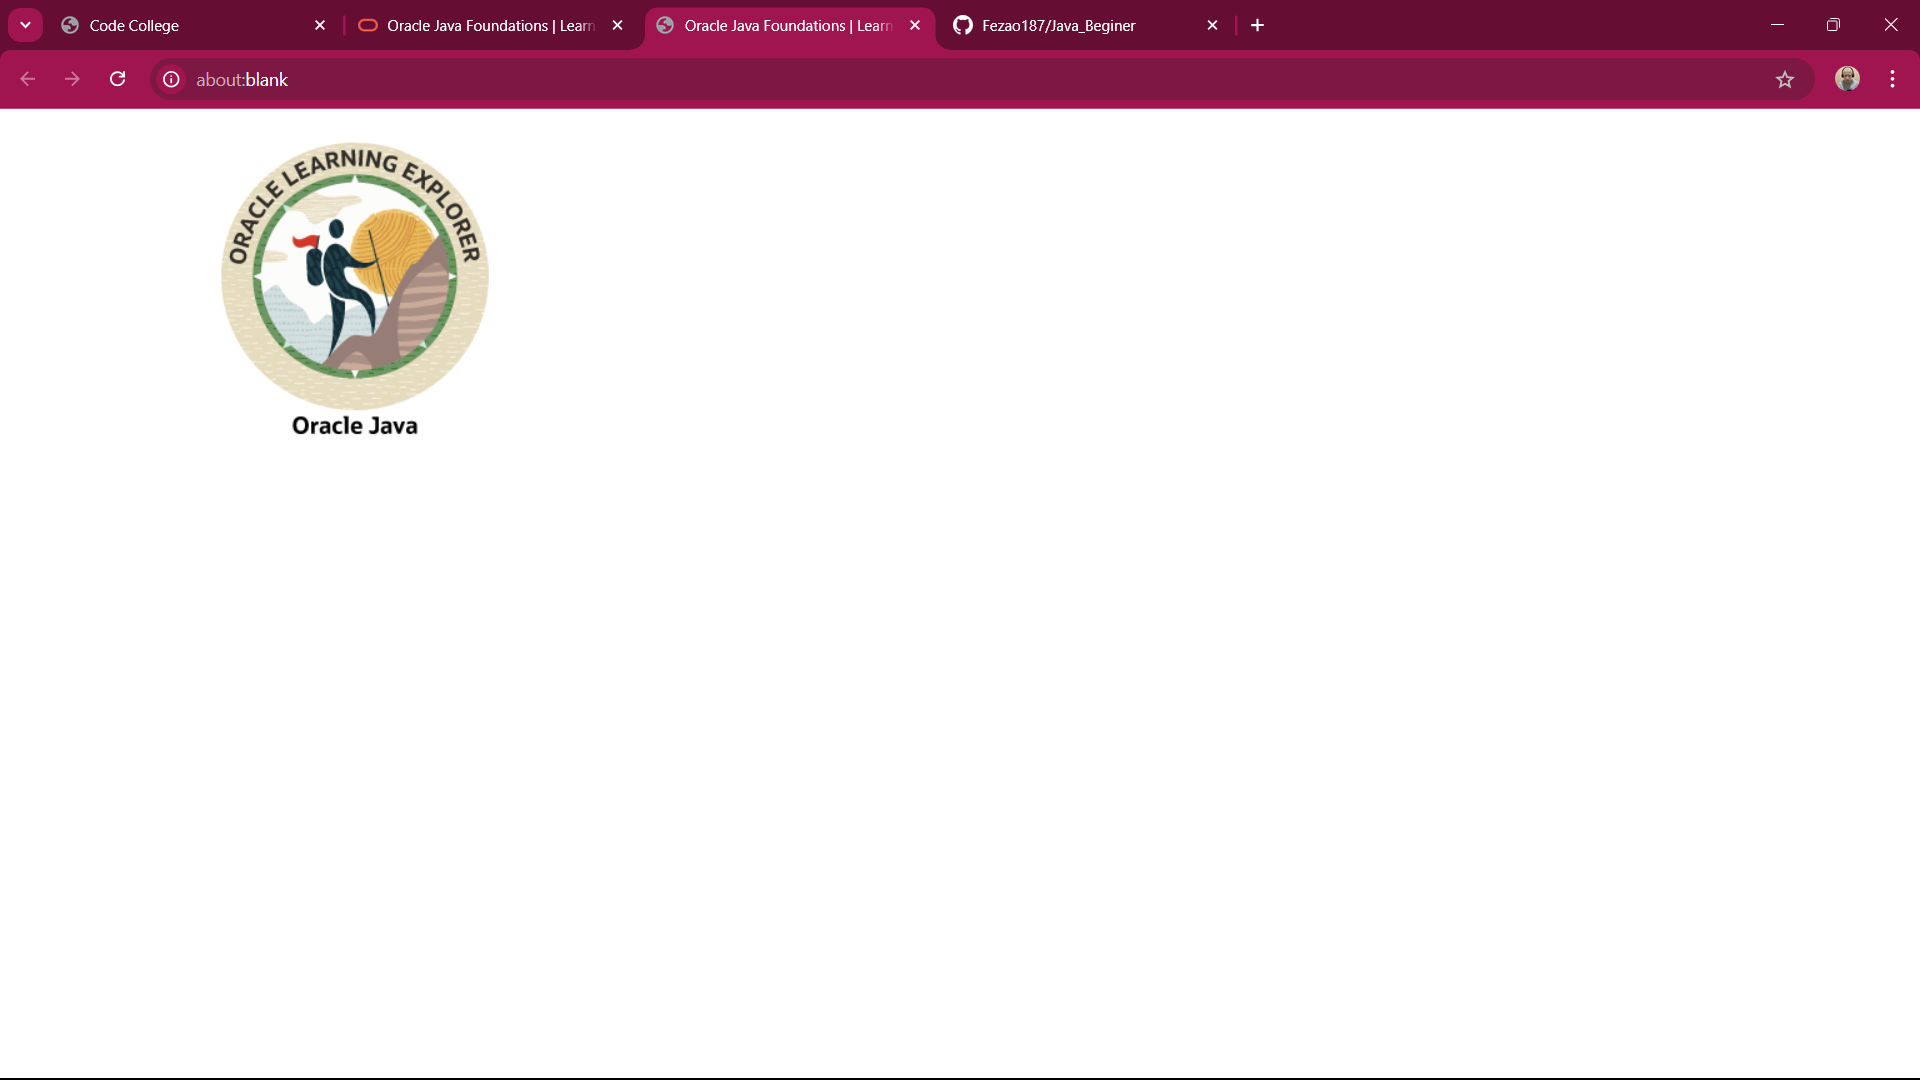 Code College
Oracle Java Foundations | Learn
Oracle Java Foundations | Learn
Fezao187/Java_Beginer
about:blank
ORACLE LEARNING EXPLORER
Oracle Java